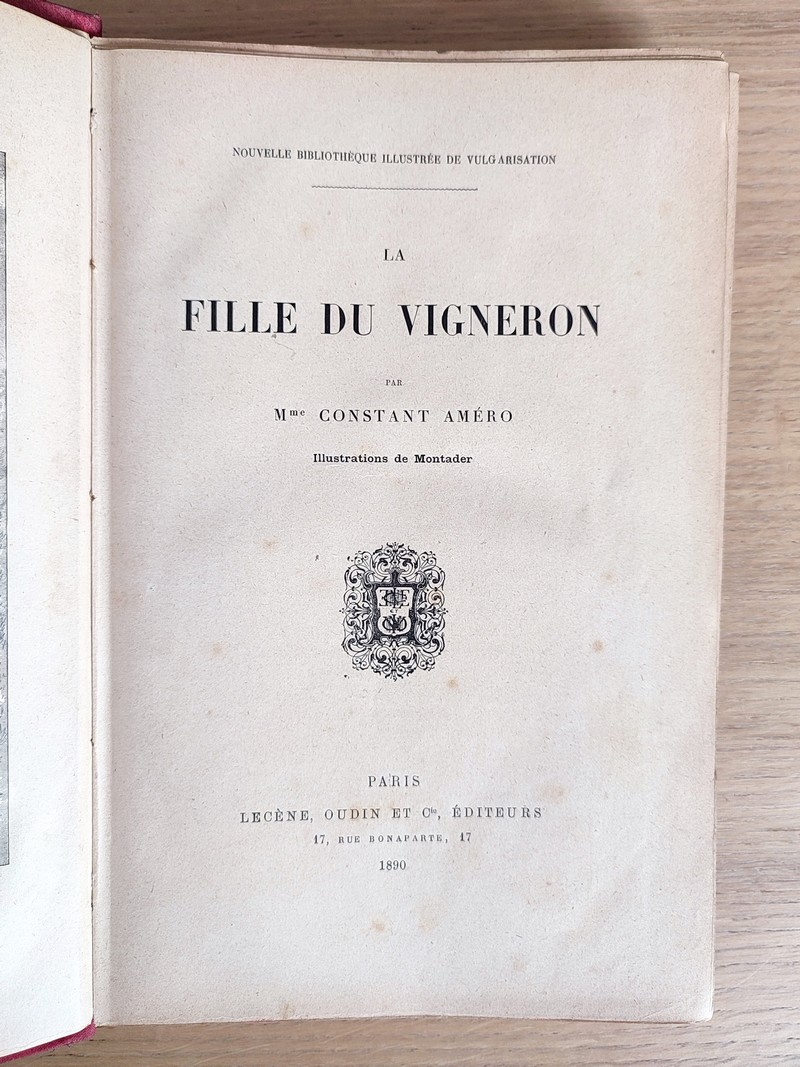 NOUVELLE BIBLIOTHÈQUE ILLUSTRÉE DE VULGARISATION
LA
FILLE DU VIGNERON
PAR
Mme CONSTANT AMÉRO
Illustrations de Montader
PARIS
LECÈNE, OUDIN ET Cie, ÉDITEURS
17, RUE BONAPARTE, 17
1890